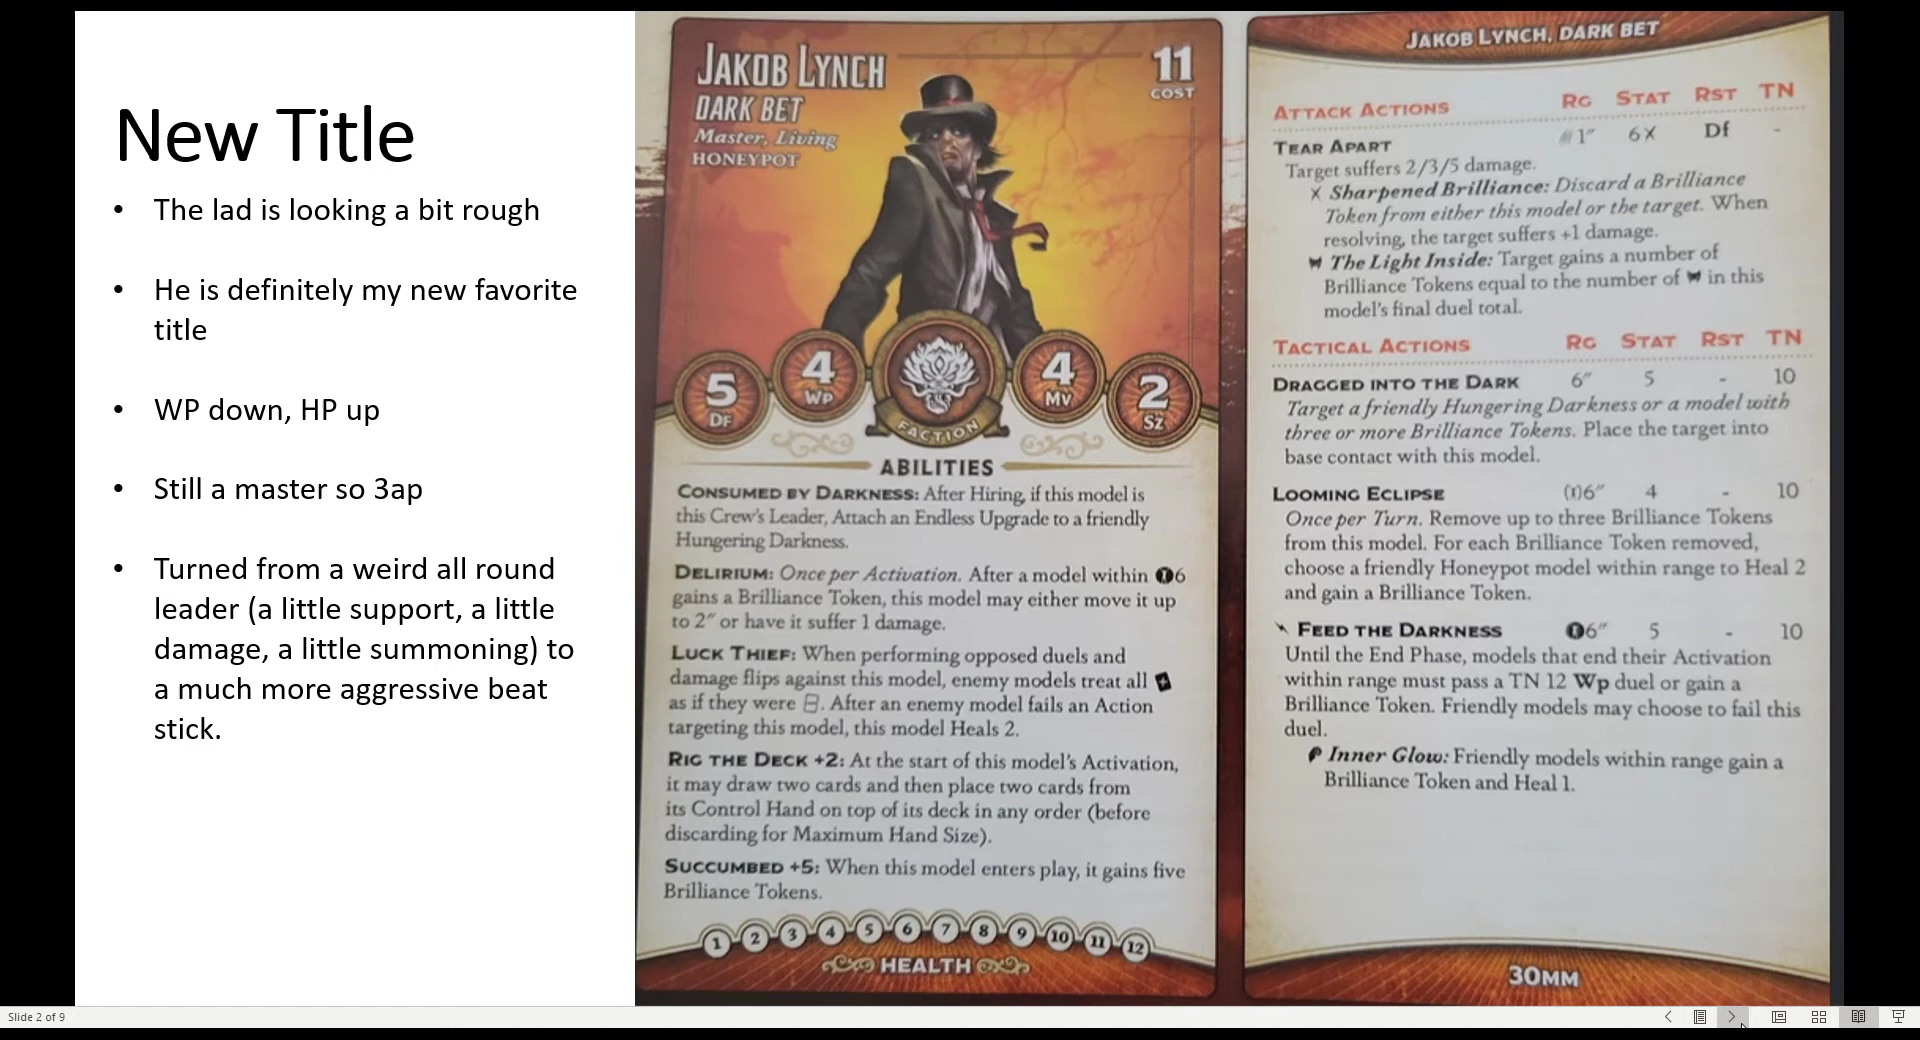 New Title
• The lad is looking a bit rough
• He is definitely my new favorite
title
• WP down, HP up
• Still a master so 3ap
• Turned from a weird all round
leader (a little support, a little
damage, a little summoning) to
a much more aggressive beat
stick.
JAKOB LYNCH
DARK BET
Master, Living
HONEYPOT
11
COST
5
DF
4
WP
FACTION
4
MV
2
SZ
ABILITIES
CONSUMED BY DARKNESS: After Hiring, if this model is
this Crew's Leader, Attach an Endless Upgrade to a friendly
Hungering Darkness.
DELIRIUM: Once per Activation. After a model within 6
gains a Brilliance Token, this model may either move it up
to 2" or have it suffer 1 damage.
LUCK THIEF: When performing opposed duels and
damage flips against this model, enemy models treat all +
as if they were −. After an enemy model fails an Action
targeting this model, this model Heals 2.
RIG THE DECK +2: At the start of this model's Activation,
it may draw two cards and then place two cards from
its Control Hand on top of its deck in any order (before
discarding for Maximum Hand Size).
SUCCUMBED +5: When this model enters play, it gains five
Brilliance Tokens.
1 2 3 4 5 6 7 8 9 10 11 12
HEALTH
JAKOB LYNCH, DARK BET
ATTACK ACTIONS RG STAT RST TN
TEAR APART 1" 6 Df -
Target suffers 2/3/5 damage.
Sharpened Brilliance: Discard a Brilliance
Token from either this model or the target. When
resolving, the target suffers +1 damage.
The Light Inside: Target gains a number of
Brilliance Tokens equal to the number of in this
model's final duel total.
TACTICAL ACTIONS RG STAT RST TN
DRAGGED INTO THE DARK 6" 5 - 10
Target a friendly Hungering Darkness or a model with
three or more Brilliance Tokens. Place the target into
base contact with this model.
LOOMING ECLIPSE 6" 4 - 10
Once per Turn. Remove up to three Brilliance Tokens
from this model. For each Brilliance Token removed,
choose a friendly Honeypot model within range to Heal 2
and gain a Brilliance Token.
FEED THE DARKNESS 6" 5 - 10
Until the End Phase, models that end their Activation
within range must pass a TN 12 Wp duel or gain a
Brilliance Token. Friendly models may choose to fail this
duel.
Inner Glow: Friendly models within range gain a
Brilliance Token and Heal 1.
30MM
Slide 2 of 9